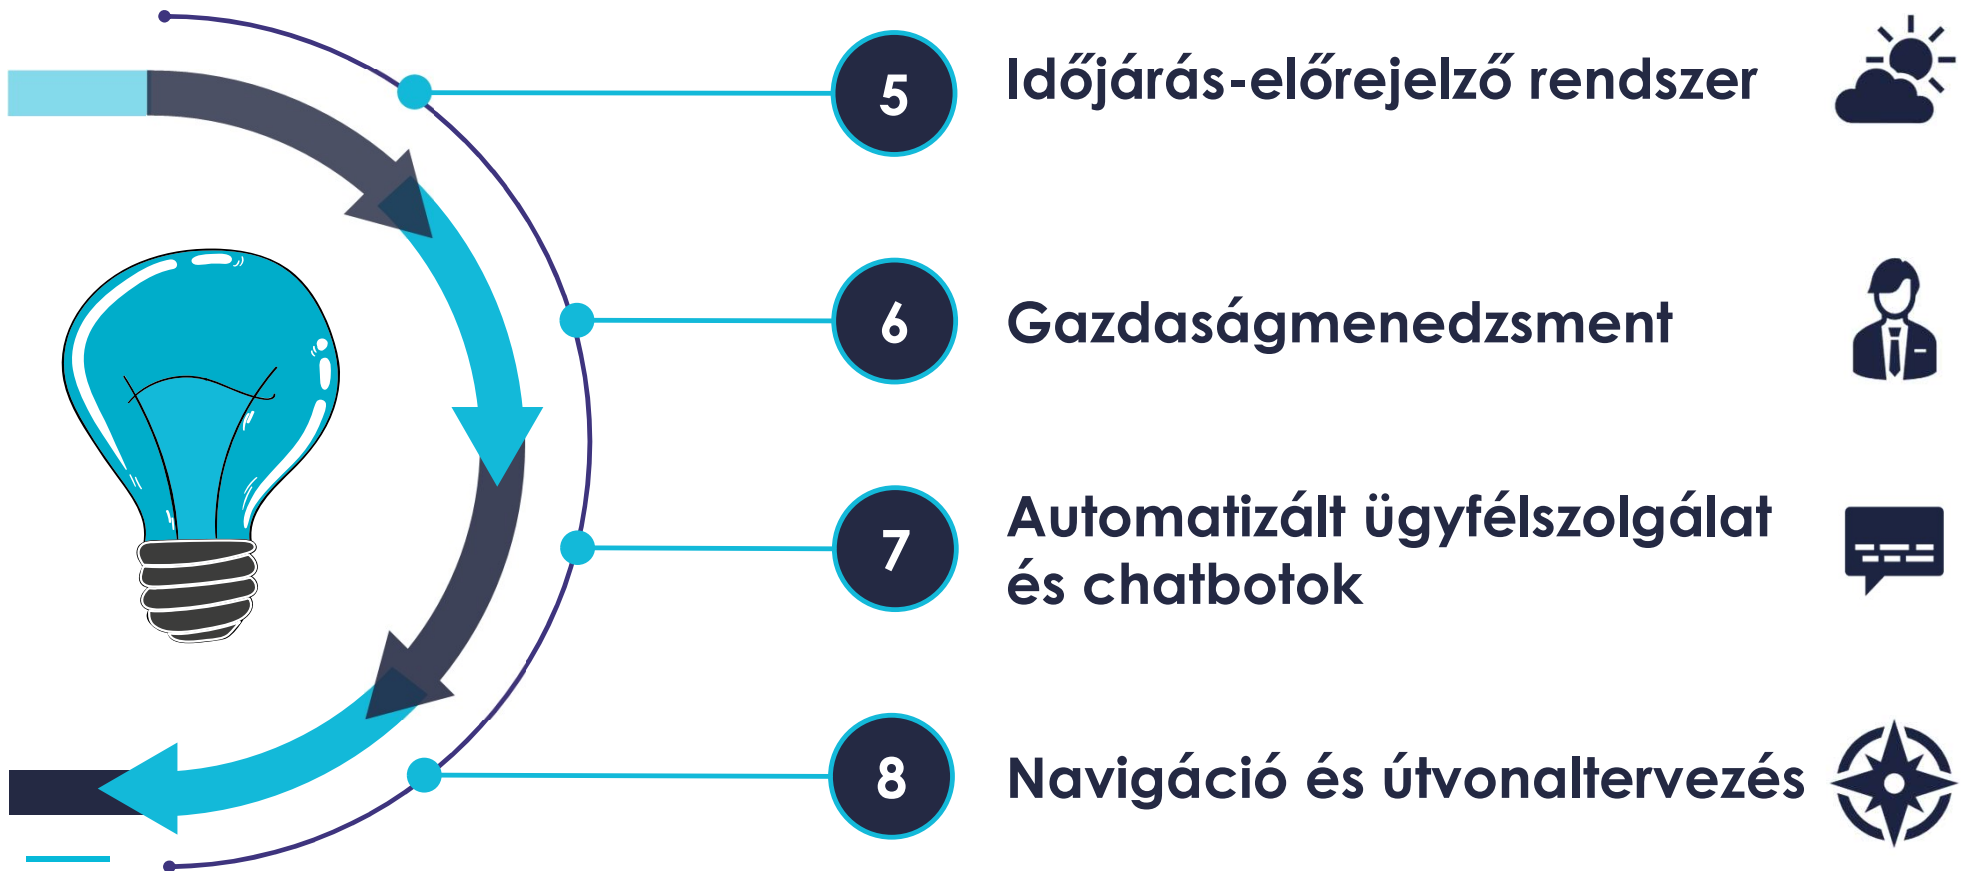 5
Időjárás-előrejelző rendszer
6
Gazdaságmenedzsment
7
Automatizált ügyfélszolgálat
és chatbotok
8
Navigáció és útvonaltervezés